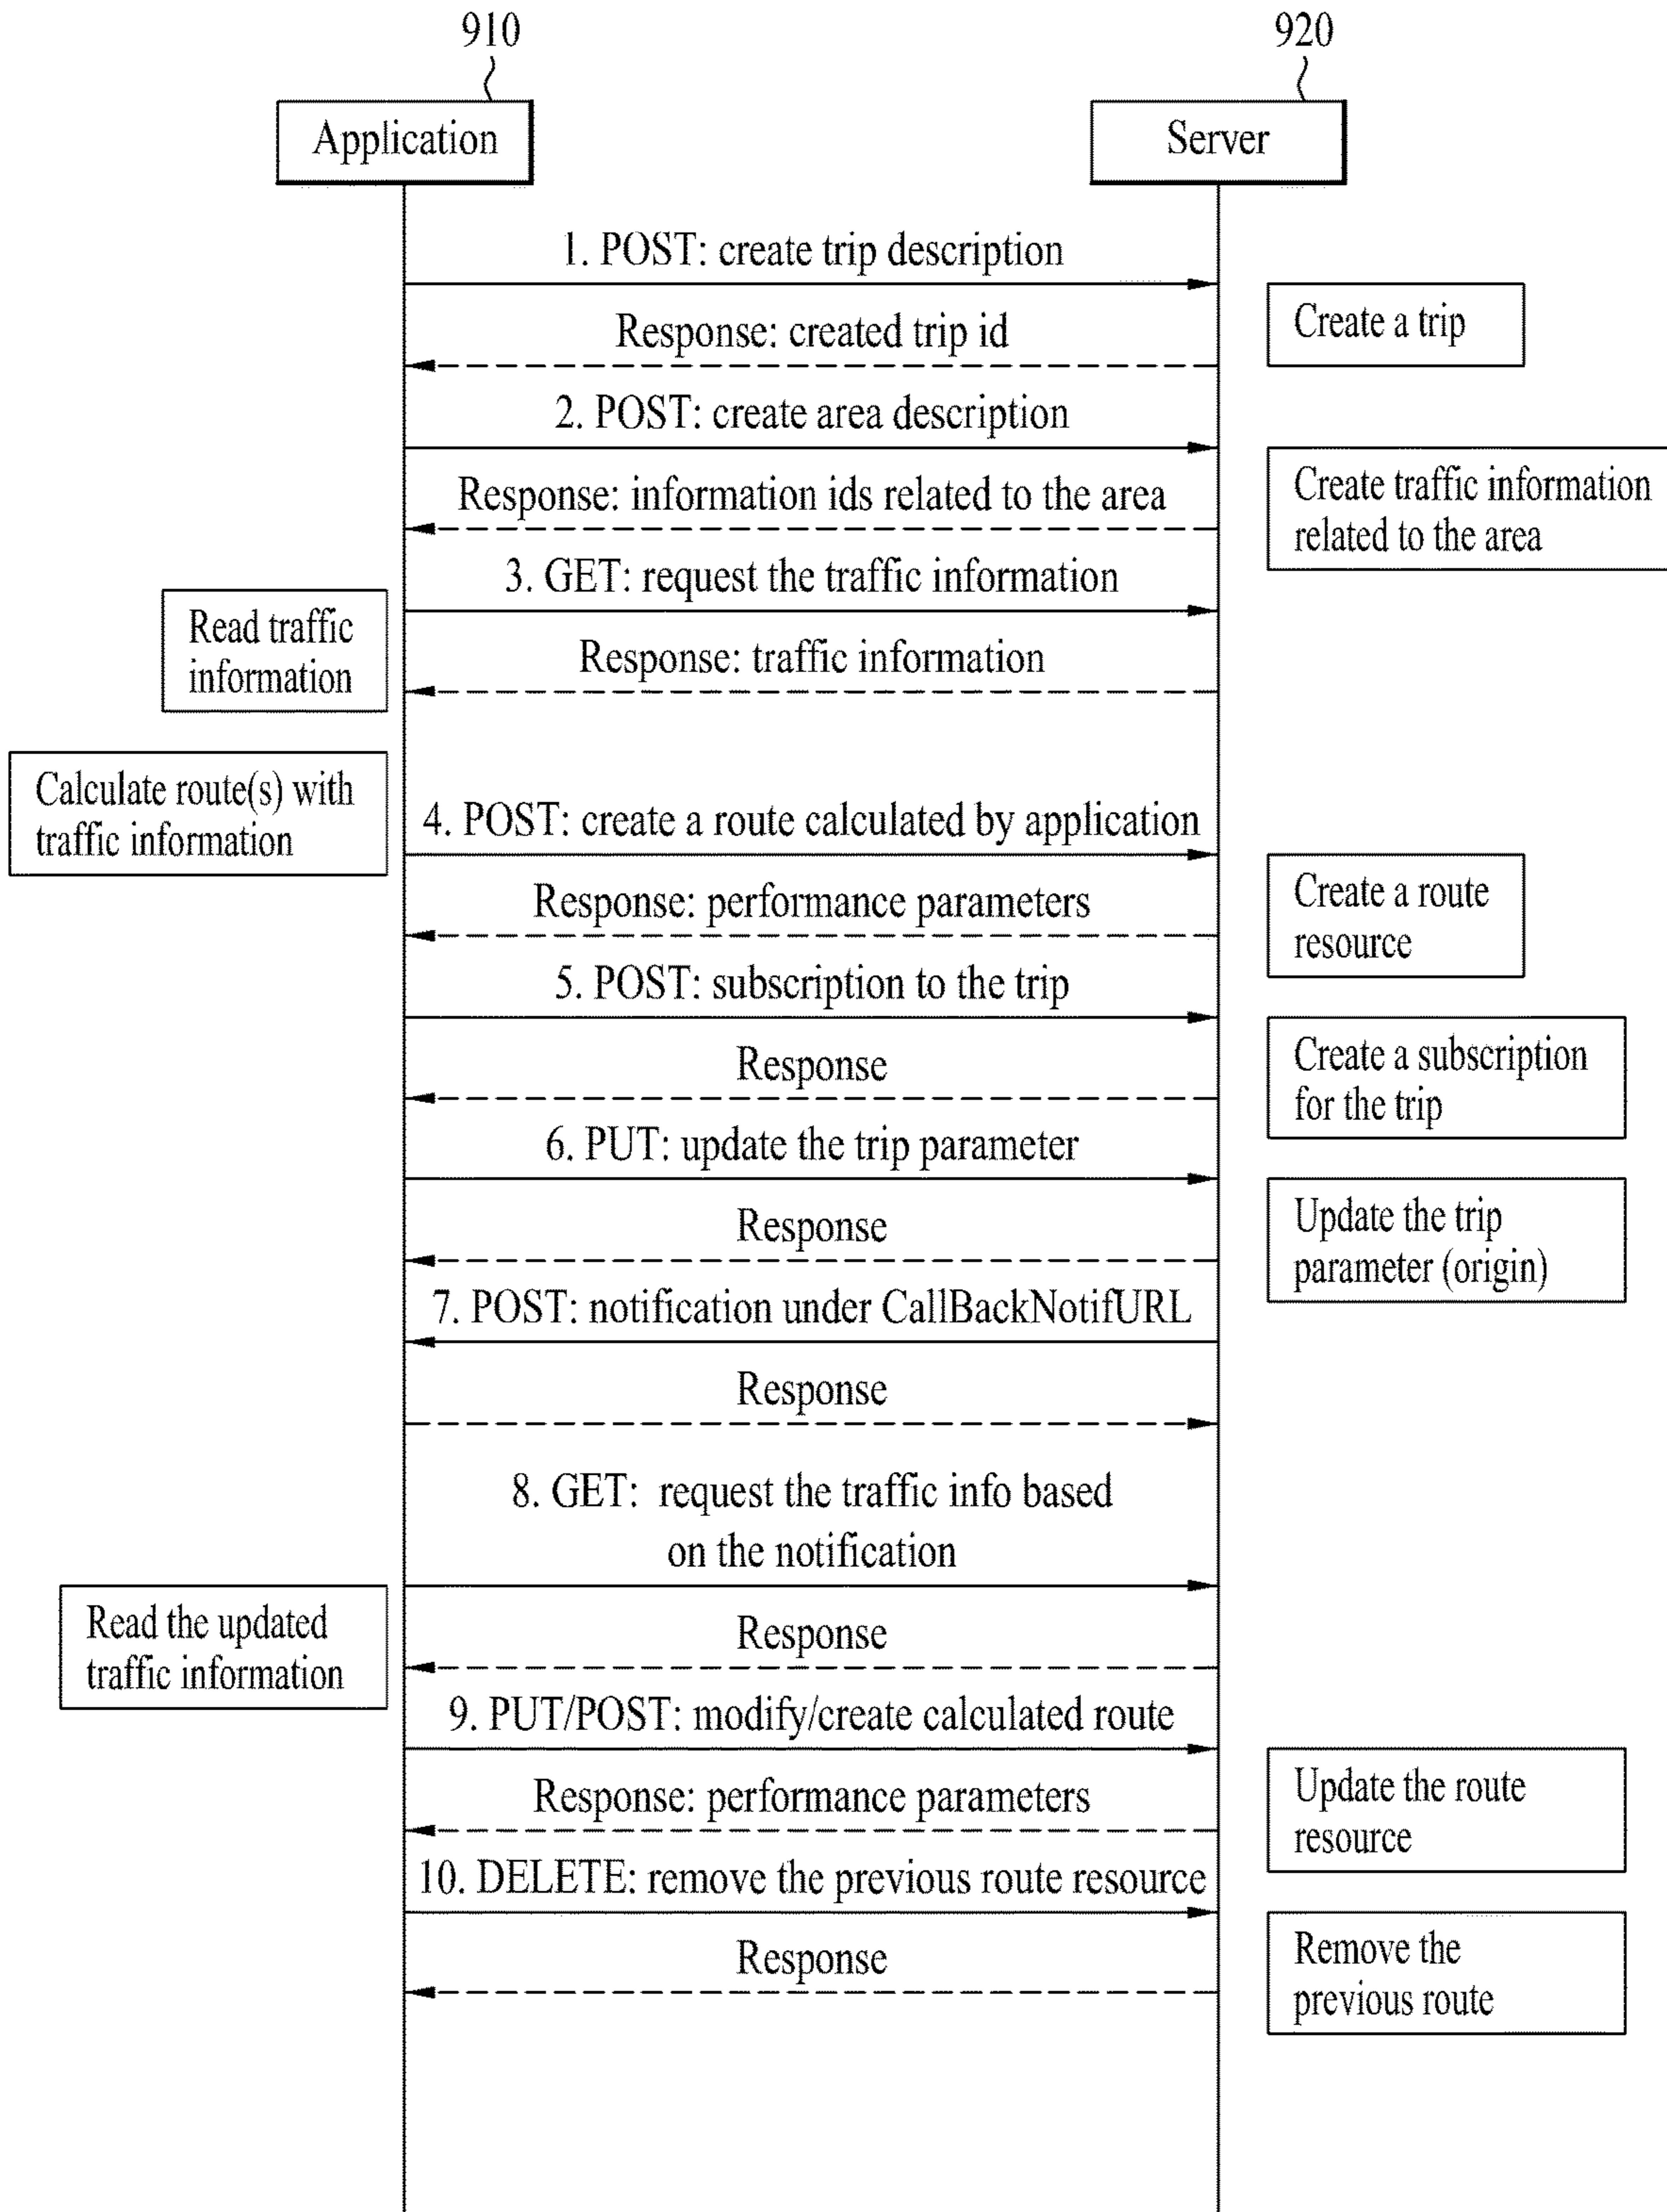 910
920
Application
Server
1. POST: create trip description
Create a trip
Response: created trip id
2. POST: create area description
Create traffic information
related to the area
Response: information ids related to the area
3. GET: request the traffic information
Read traffic
information
Response: traffic information
Calculate route(s) with
traffic information
4. POST: create a route calculated by application
Create a route
resource
Response: performance parameters
5. POST: subscription to the trip
Create a subscription
for the trip
Response
6. PUT: update the trip parameter
Update the trip
parameter (origin)
Response
7. POST: notification under CallBackNotifURL
Response
8. GET: request the traffic info based
on the notification
Read the updated
traffic information
Response
9. PUT/POST: modify/create calculated route
Update the route
resource
Response: performance parameters
10. DELETE: remove the previous route resource
Remove the
previous route
Response